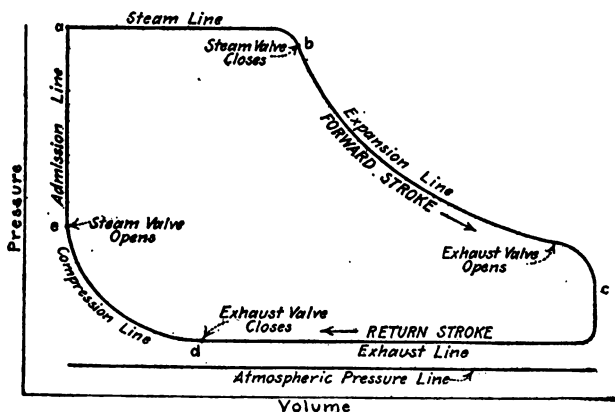 Steam Line
a
b
Steam Valve
Closes
Admission Line
Expansion Line
FORWARD STROKE
Pressure
e
Steam Valve
Opens
Exhaust Valve
Opens
c
Compression Line
Exhaust Valve
Closes
RETURN STROKE
d
Exhaust Line
Atmospheric Pressure Line
Volume